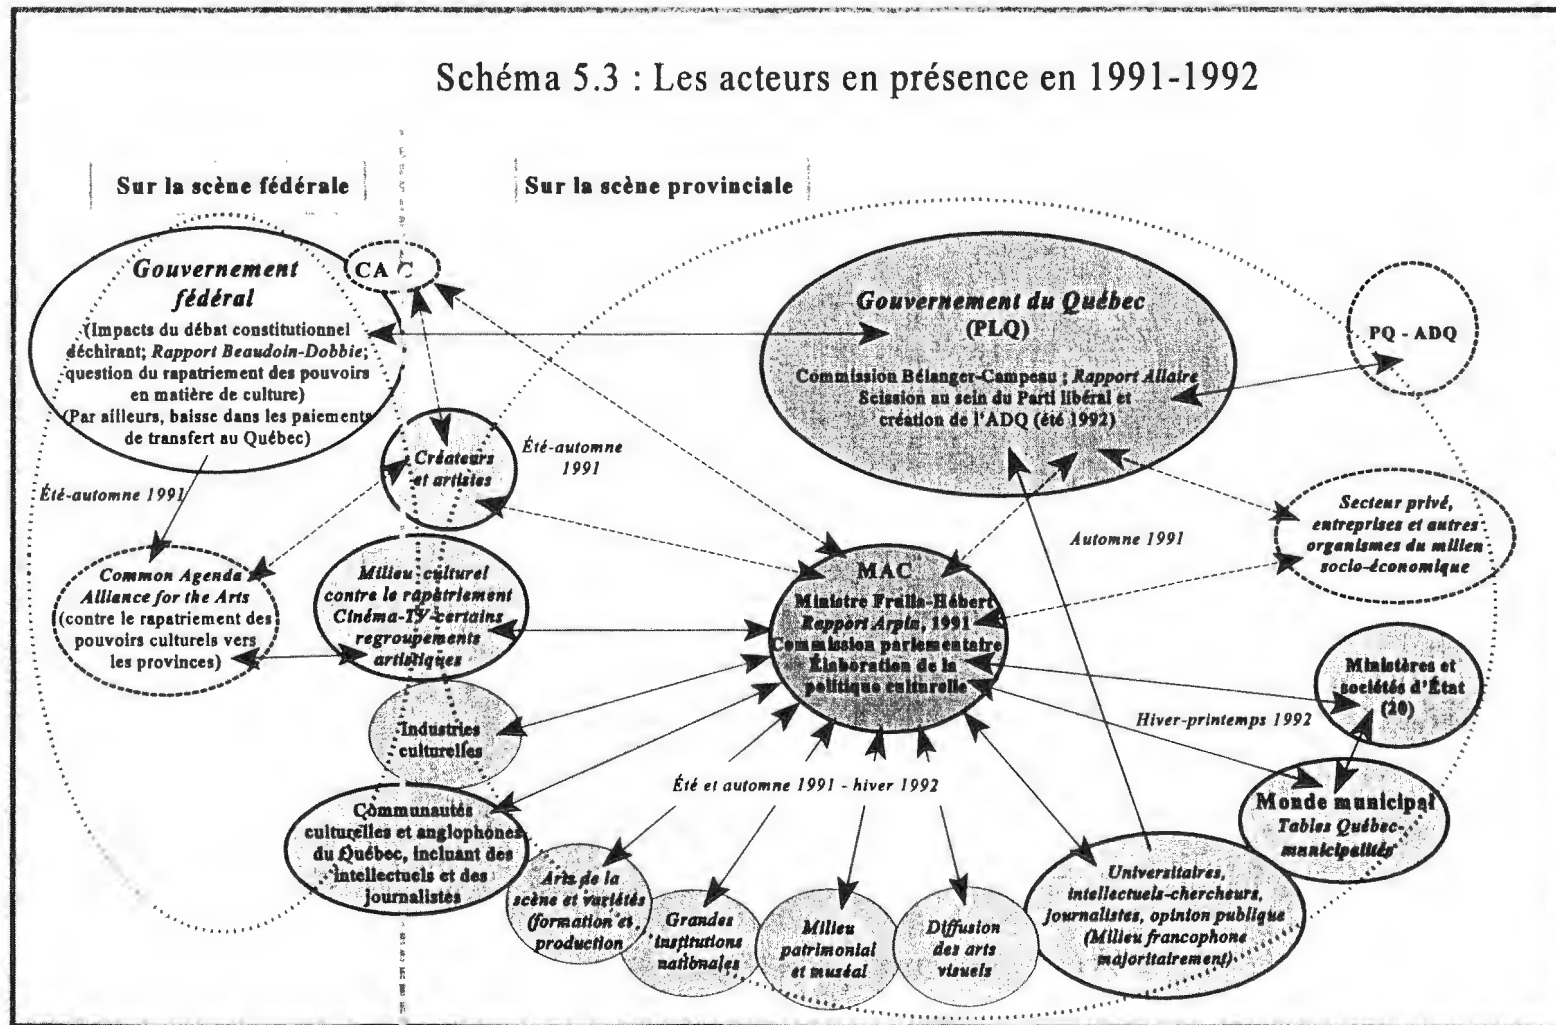 Schéma 5.3 : Les acteurs en présence en 1991-1992
Sur la scène fédérale
Sur la scène provinciale
Gouvernement
fédéral
(Impacts du débat constitutionnel
déchirant; Rapport Beaudoin-Dobbie;
question du rapatriement des pouvoirs
en matière de culture)
(Par ailleurs, baisse dans les paiements
de transfert au Québec)
CAC
Gouvernement du Québec
(PLQ)
Commission Bélanger-Campeau ; Rapport Allaire
Scission au sein du Parti libéral et
création de l'ADQ (été 1992)
PQ - ADQ
Créateurs
et artistes
Été-automne
1991
Été-automne 1991
Common Agenda
Alliance for the Arts
(contre le rapatriement des
pouvoirs culturels vers
les provinces)
Milieu culturel
contre le rapatriement
Cinéma-TV-certains
regroupements
artistiques
MAC
Ministre Frulla-Hébert
Rapport Arpin, 1991
Commission parlementaire
Élaboration de la
politique culturelle
Automne 1991
Secteur privé,
entreprises et autres
organismes du milieu
socio-économique
Ministères et
sociétés d'État
(20)
Hiver-printemps 1992
Industries
culturelles
Été et automne 1991 - hiver 1992
Monde municipal
Tables Québec-
municipalités
Communautés
culturelles et anglophones
du Québec, incluant des
intellectuels et des
journalistes
Arts de la
scène et variétés
(formation et
production
Grandes
institutions
nationales
Milieu
patrimonial
et muséal
Diffusion
des arts
visuels
Universitaires,
intellectuels-chercheurs,
journalistes, opinion publique
(Milieu francophone
majoritairement)